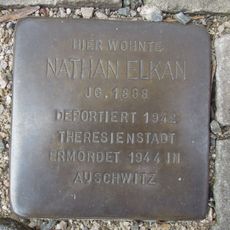 HIER WOHNTE
NATHAN ELKAN
JG. 1868
DEPORTIERT 1942
THERESIENSTADT
ERMORDET 1944 IN
AUSCHWITZ